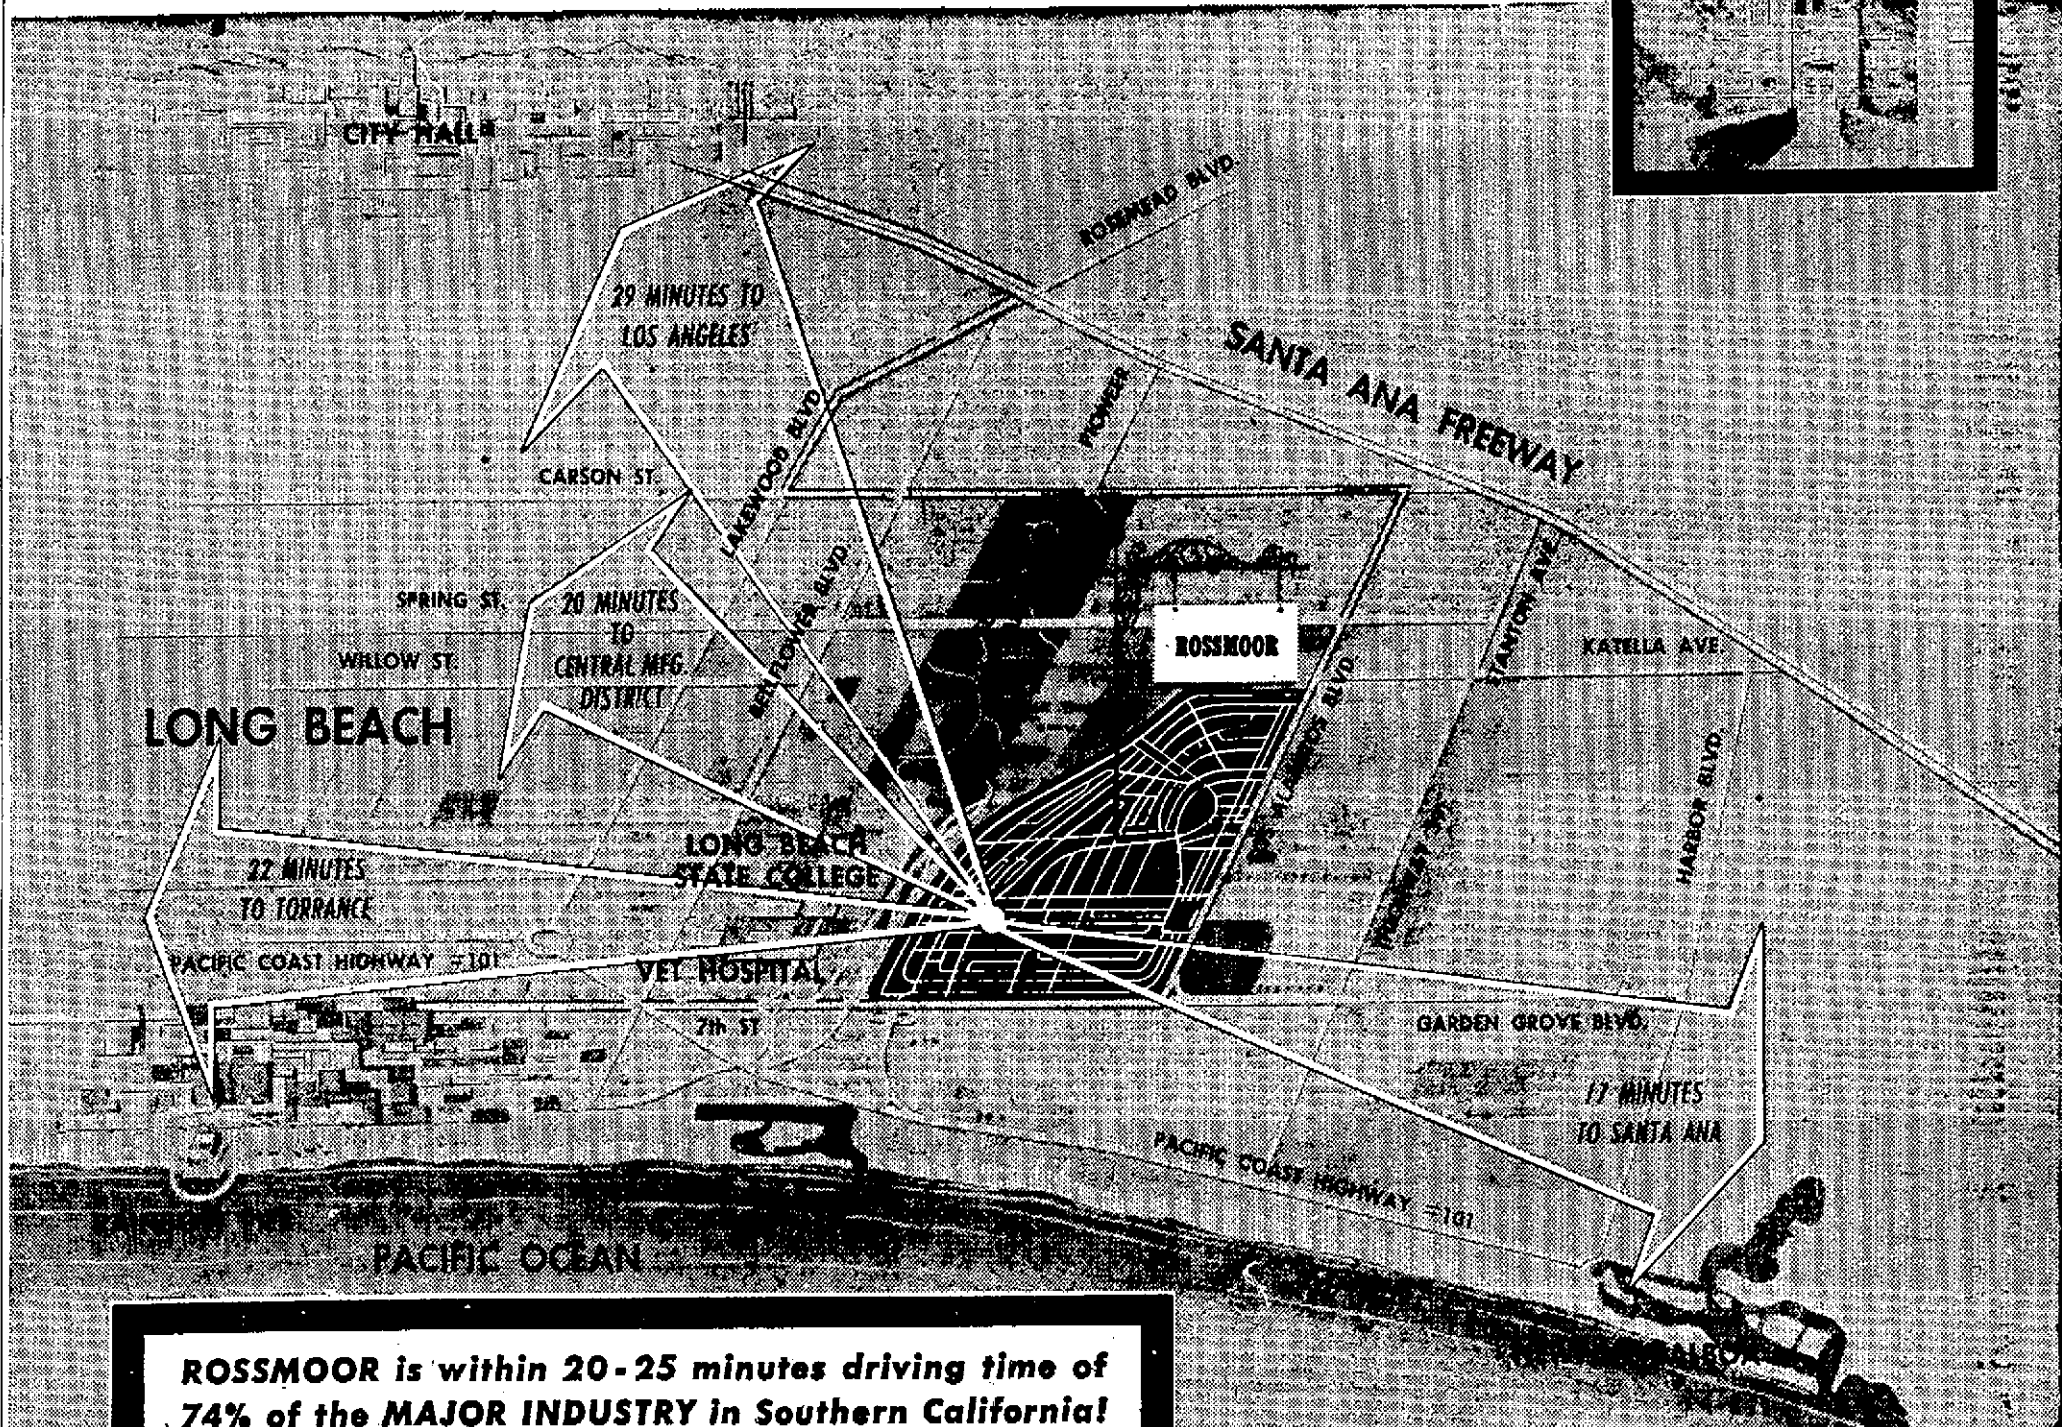 CITY HALL
ROSEMEAD BLVD.
29 MINUTES TO
LOS ANGELES
SANTA ANA FREEWAY
PIONEER
LAKEWOOD BLVD.
CARSON ST.
BELLFLOWER BLVD.
STANTON AVE.
SPRING ST.
20 MINUTES
TO
CENTRAL MFG.
DISTRICT
ROSSMOOR
KATELLA AVE.
WILLOW ST.
LONG BEACH
LOS ALAMITOS BLVD.
HARBOR BLVD.
LONG BEACH
STATE COLLEGE
22 MINUTES
TO TORRANCE
PACIFIC COAST HIGHWAY =101
VET HOSPITAL
7th ST
GARDEN GROVE BLVD.
17 MINUTES
TO SANTA ANA
PACIFIC COAST HIGHWAY =101
PACIFIC OCEAN
ROSSMOOR is within 20-25 minutes driving time of
74% of the MAJOR INDUSTRY in Southern California!